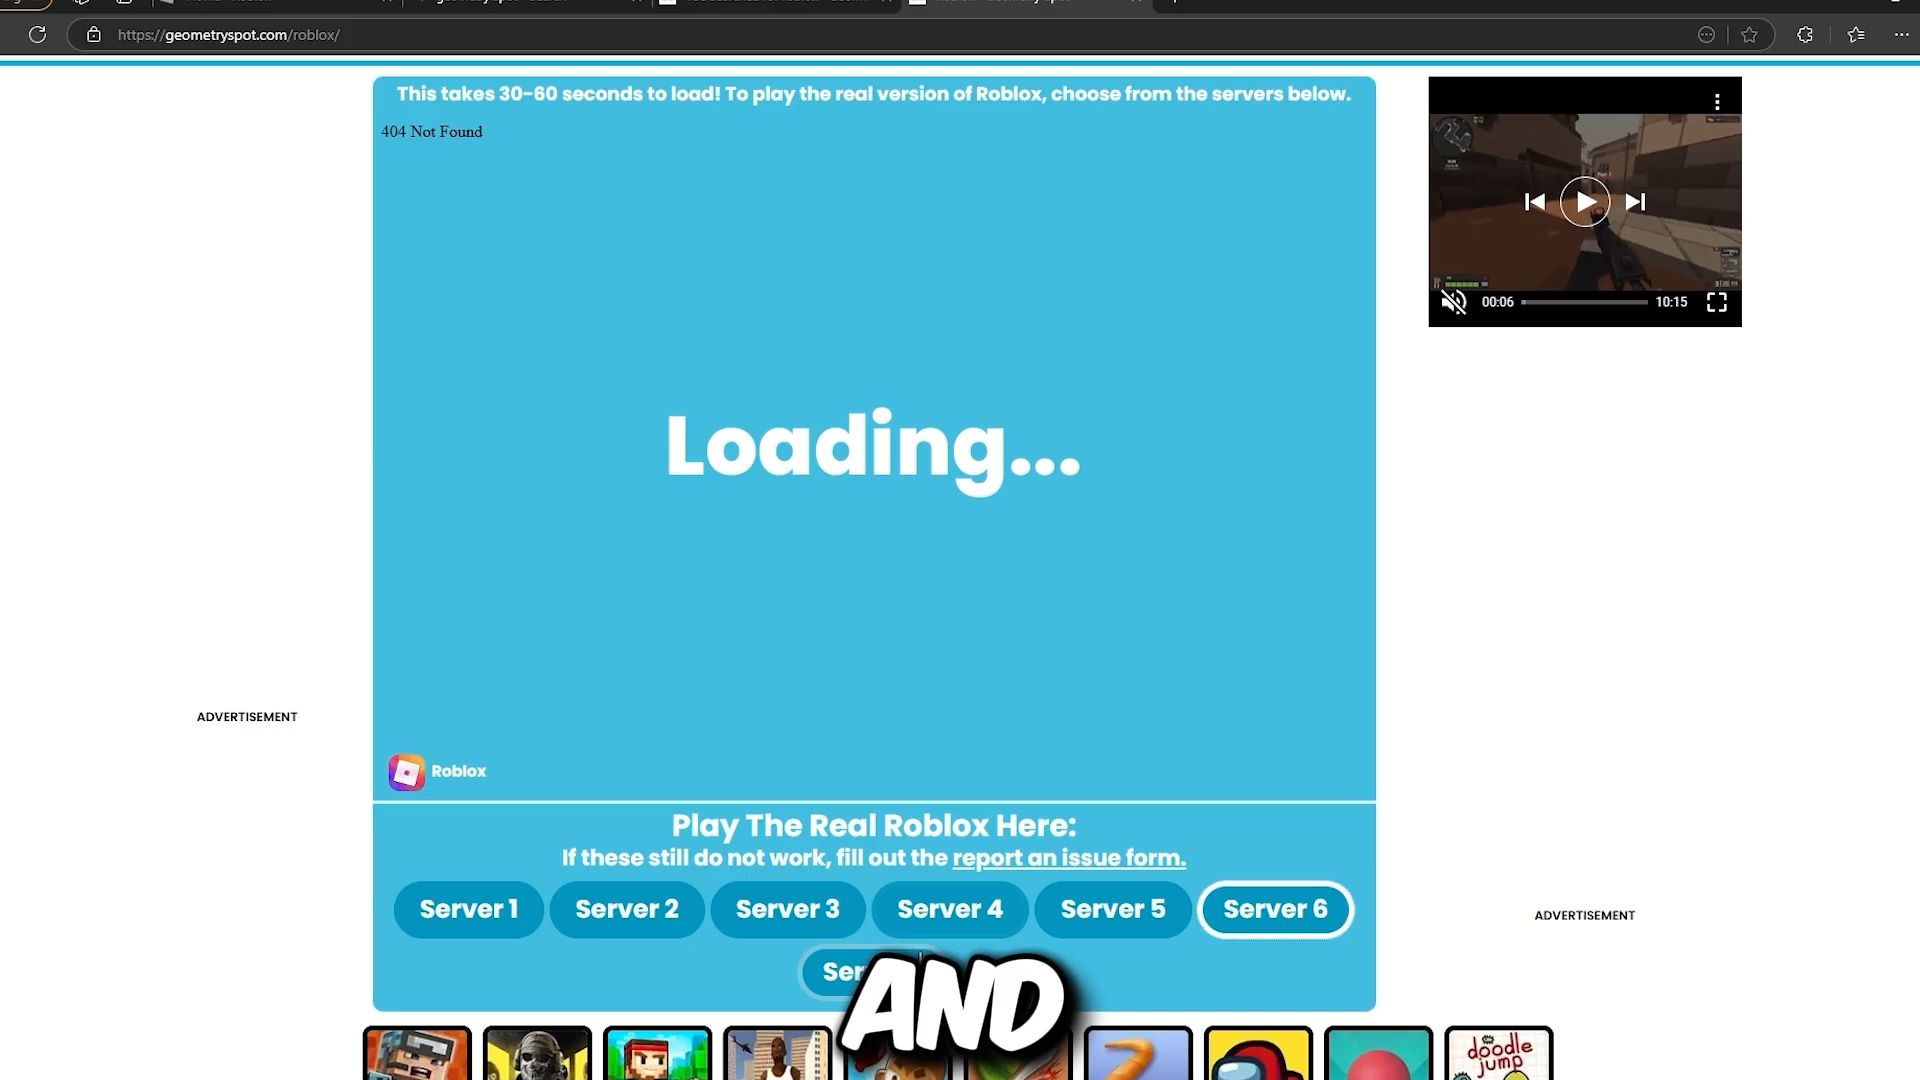 https://geometryspot.com/roblox/
This takes 30-60 seconds to load! To play the real version of Roblox, choose from the servers below.
404 Not Found
00:06
10:15
Loading...
ADVERTISEMENT
Roblox
Play The Real Roblox Here:
If these still do not work, fill out the report an issue form.
Server 1
Server 2
Server 3
Server 4
Server 5
Server 6
ADVERTISEMENT
AND
doodle
jump